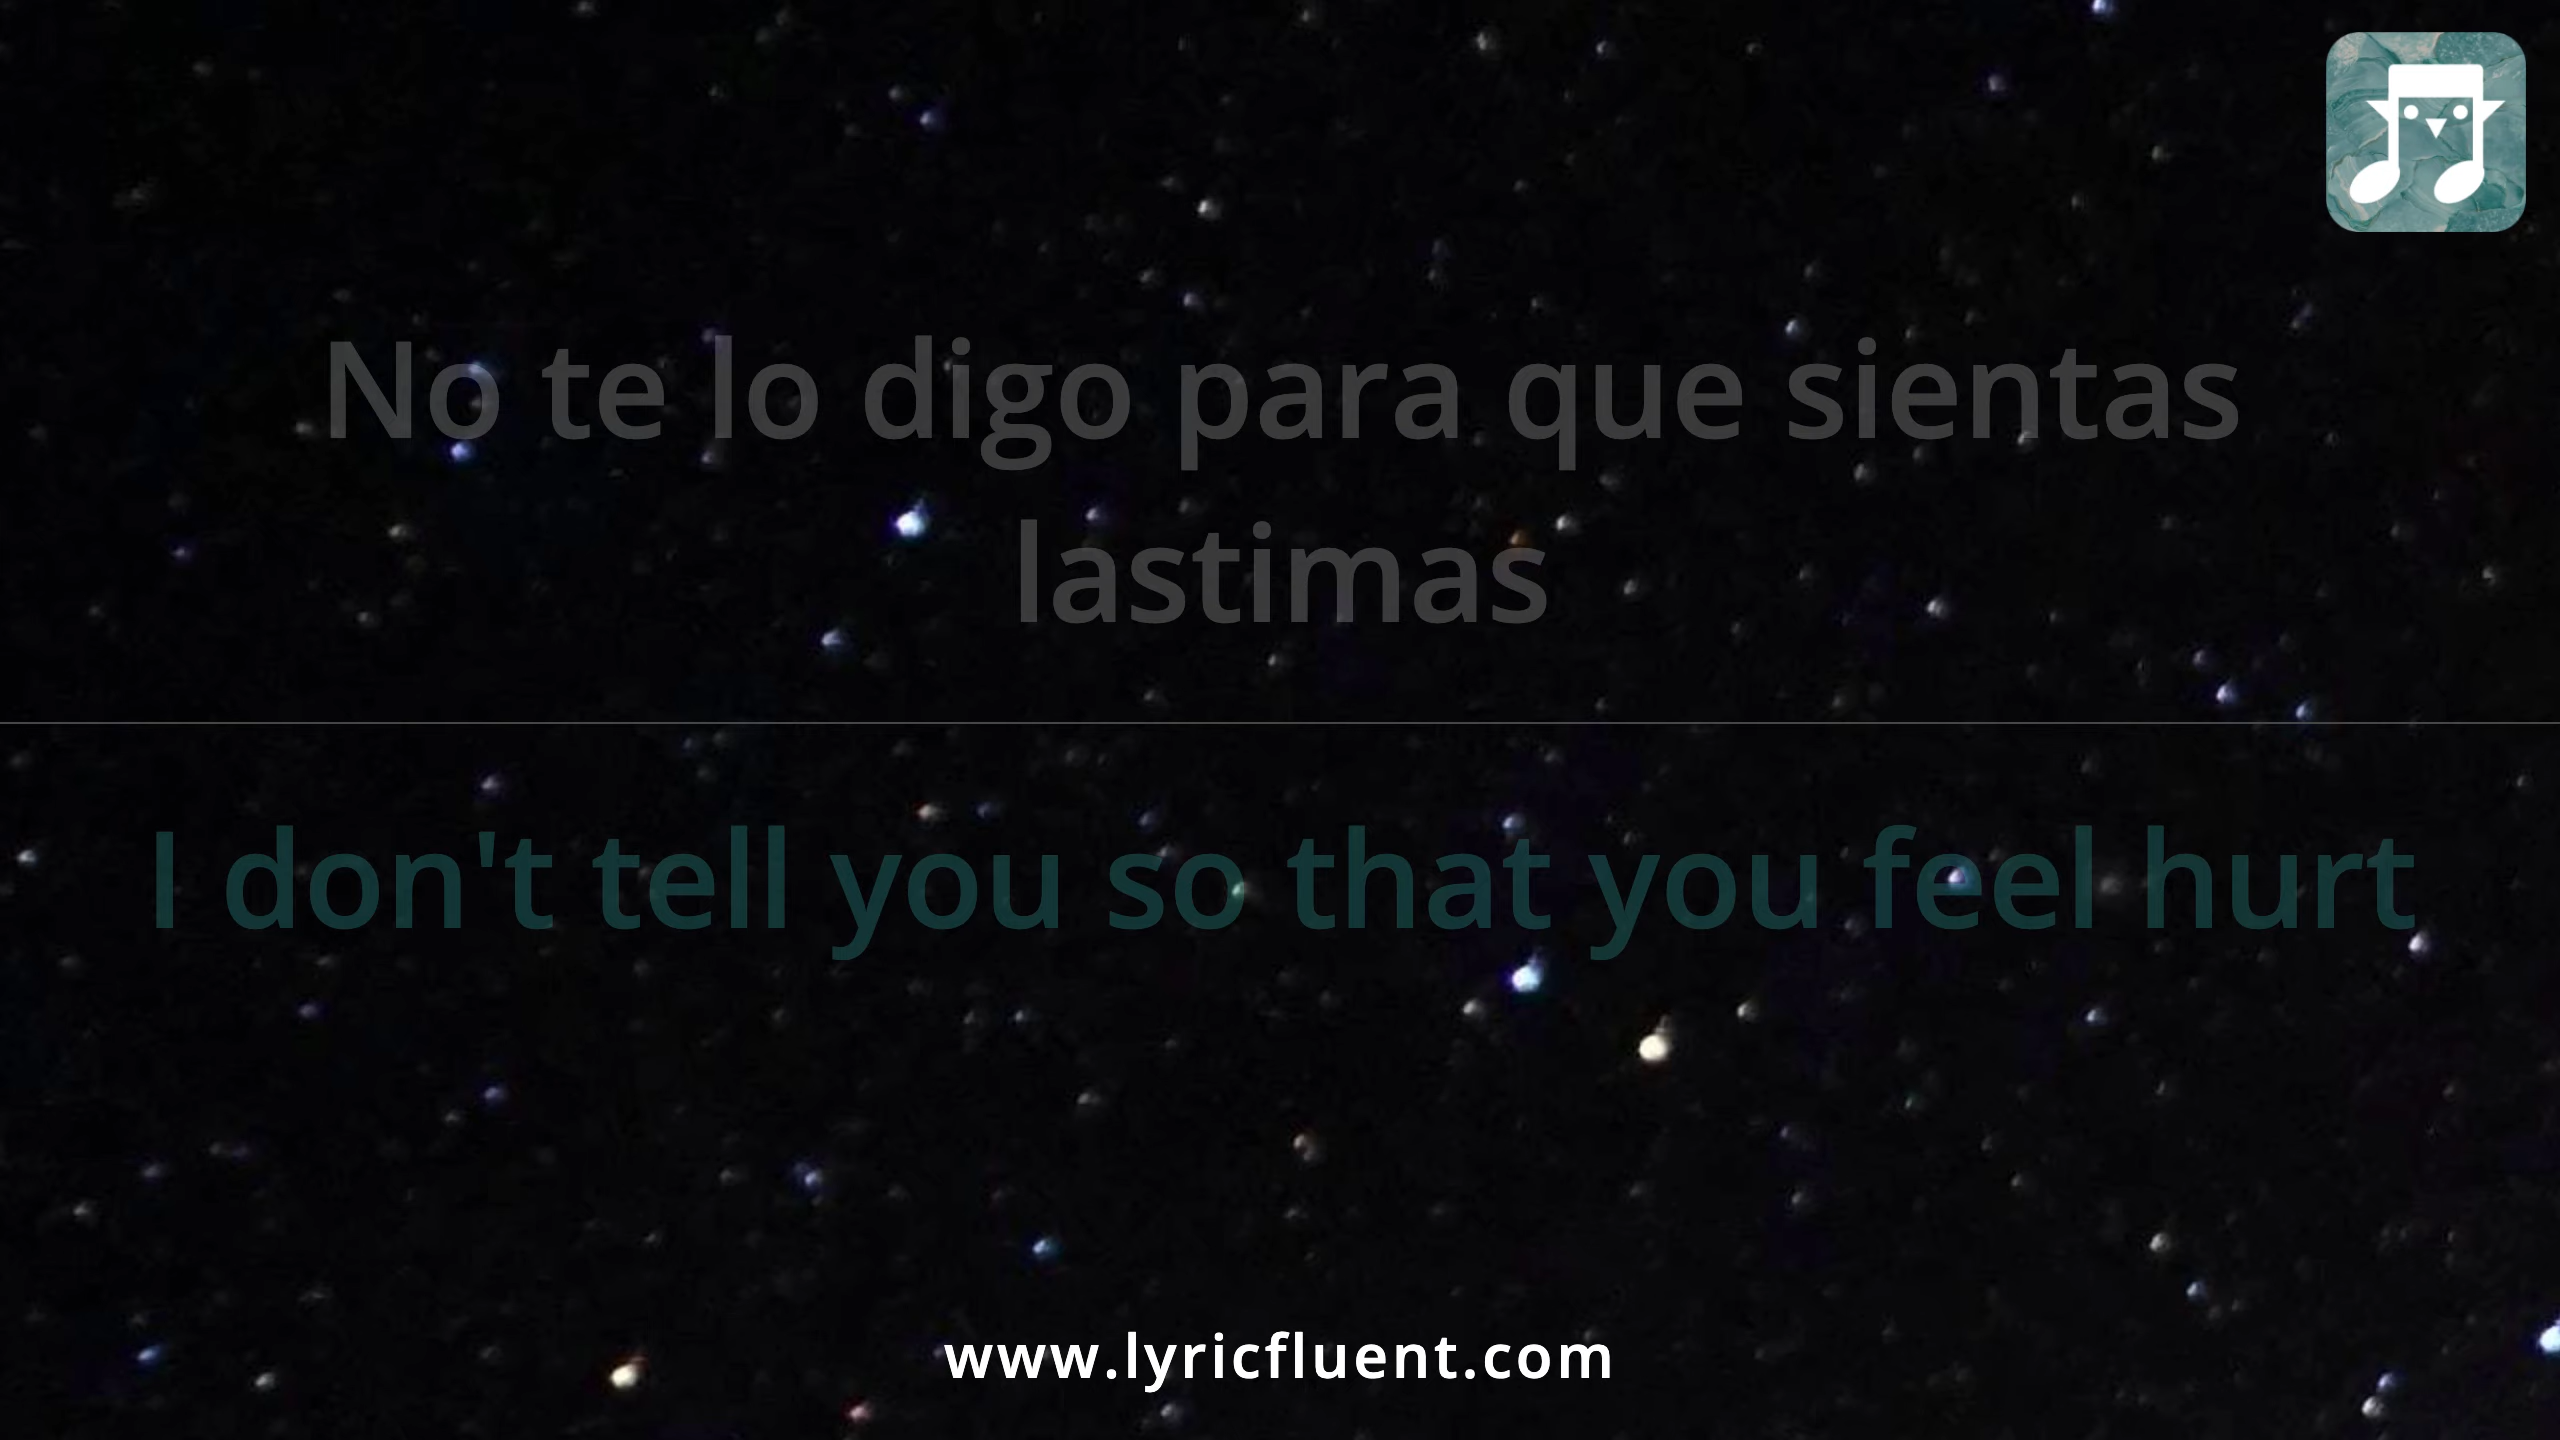 No te lo digo para que sientas
lastimas
I don't tell you so that you feel hurt
www.lyricfluent.com